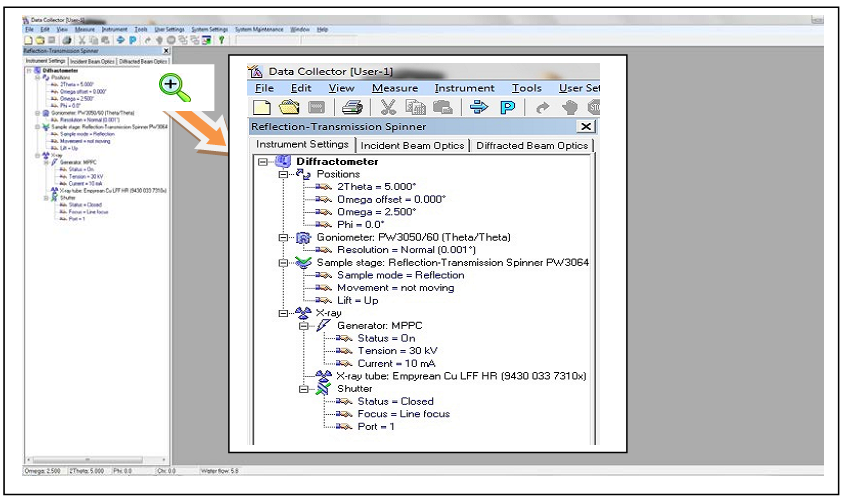 Data Collector [User-1]
File Edit View Measure Instrument Tools User Settings System Settings System Maintenance Window Help
Reflection-Transmission Spinner
Instrument Settings Incident Beam Optics Diffracted Beam Optics
Diffractometer
Positions
2Theta = 5.000°
Omega offset = 0.000°
Omega = 2.500°
Phi = 0.0°
Goniometer: PW3050/60 (Theta/Theta)
Resolution = Normal (0.001°)
Sample stage: Reflection-Transmission Spinner PW3064
Sample mode = Reflection
Movement = not moving
Lift = Up
X-ray
Generator: MPPC
Status = On
Tension = 30 kV
Current = 10 mA
X-ray tube: Empyrean Cu LFF HR (9430 033 7310x)
Shutter
Status = Closed
Focus = Line focus
Port = 1
Data Collector [User-1]
File Edit View Measure Instrument Tools User Set
P
Reflection-Transmission Spinner
Instrument Settings Incident Beam Optics Diffracted Beam Optics
Diffractometer
Positions
2Theta = 5.000°
Omega offset = 0.000°
Omega = 2.500°
Phi = 0.0°
Goniometer: PW3050/60 (Theta/Theta)
Resolution = Normal (0.001°)
Sample stage: Reflection-Transmission Spinner PW3064
Sample mode = Reflection
Movement = not moving
Lift = Up
X-ray
Generator: MPPC
Status = On
Tension = 30 kV
Current = 10 mA
X-ray tube: Empyrean Cu LFF HR (9430 033 7310x)
Shutter
Status = Closed
Focus = Line focus
Port = 1
Omega: 2.500 2Theta: 5.000 Phi: 0.0 Chi: 0.0 Water flow: 5.6